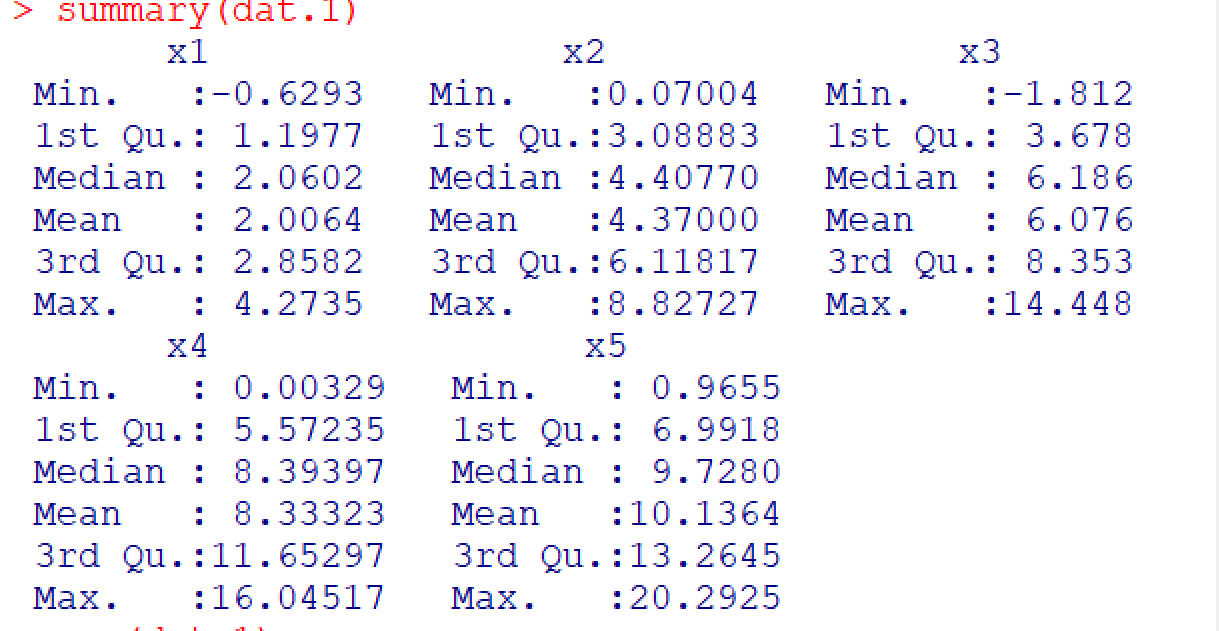 > summary(dat.1)
x1 x2 x3
Min. :-0.6293 Min. :0.07004 Min. :-1.812
1st Qu.: 1.1977 1st Qu.:3.08883 1st Qu.: 3.678
Median : 2.0602 Median :4.40770 Median : 6.186
Mean : 2.0064 Mean :4.37000 Mean : 6.076
3rd Qu.: 2.8582 3rd Qu.:6.11817 3rd Qu.: 8.353
Max. : 4.2735 Max. :8.82727 Max. :14.448
x4 x5
Min. : 0.00329 Min. : 0.9655
1st Qu.: 5.57235 1st Qu.: 6.9918
Median : 8.39397 Median : 9.7280
Mean : 8.33323 Mean :10.1364
3rd Qu.:11.65297 3rd Qu.:13.2645
Max. :16.04517 Max. :20.2925